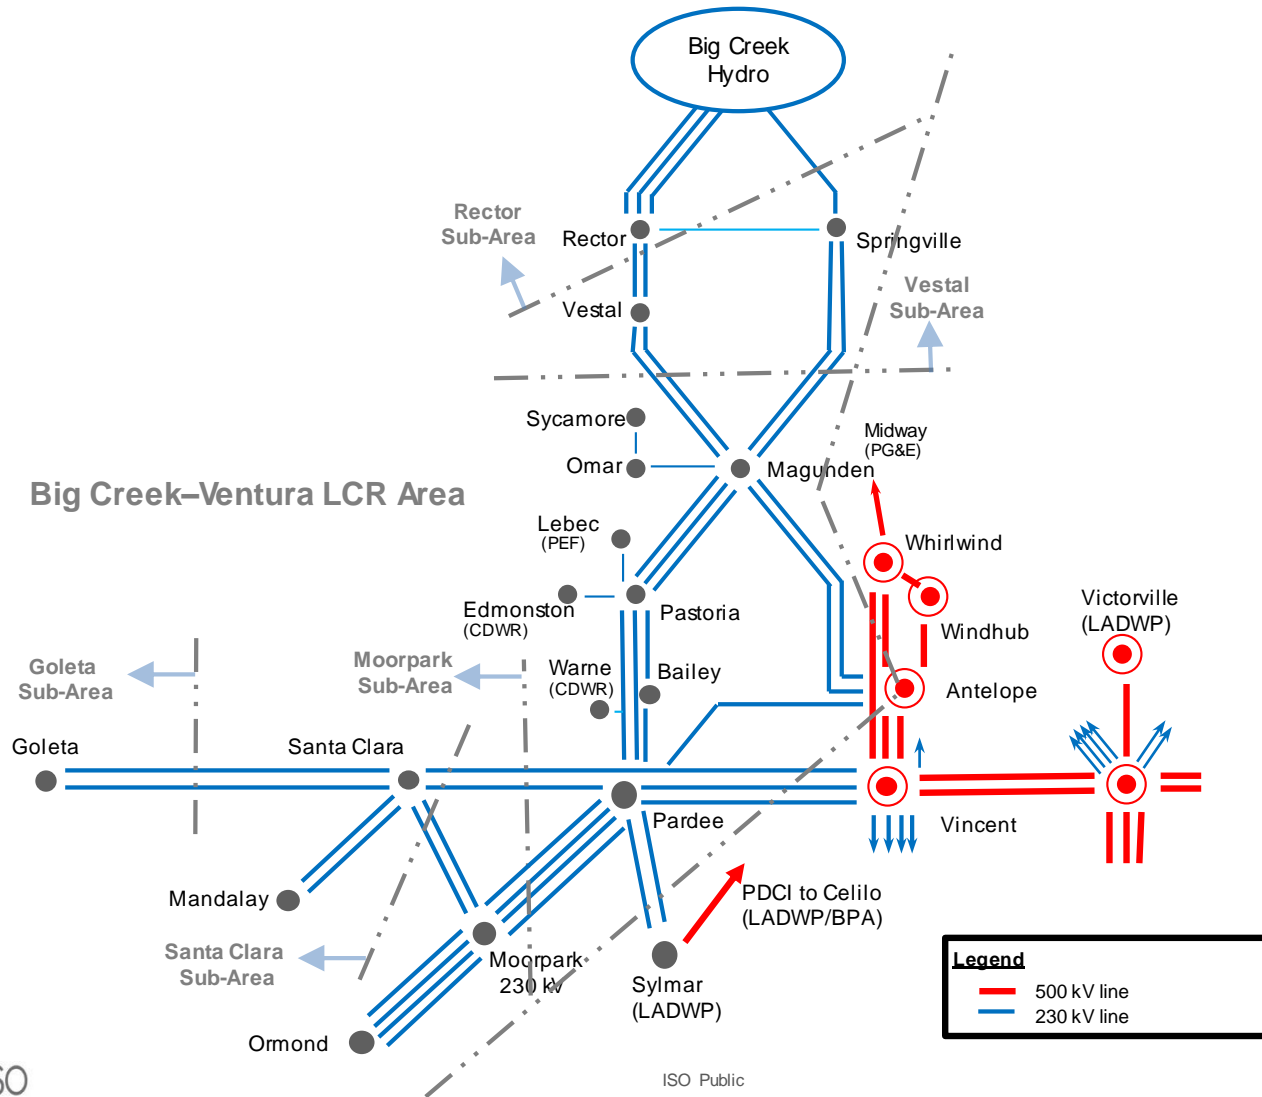 Big Creek
Hydro
Rector
Sub-Area
Rector
Springville
Vestal
Sub-Area
Vestal
Sycamore
Midway
(PG&E)
Omar
Magunden
Big Creek–Ventura LCR Area
Lebec
(PEF)
Whirlwind
Edmonston
(CDWR)
Pastoria
Windhub
Victorville
(LADWP)
Goleta
Sub-Area
Moorpark
Sub-Area
Warne
(CDWR)
Bailey
Antelope
Goleta
Santa Clara
Pardee
Vincent
Mandalay
PDCI to Celilo
(LADWP/BPA)
Santa Clara
Sub-Area
Moorpark
230 kV
Sylmar
(LADWP)
Ormond
Legend
500 kV line
230 kV line
ISO Public